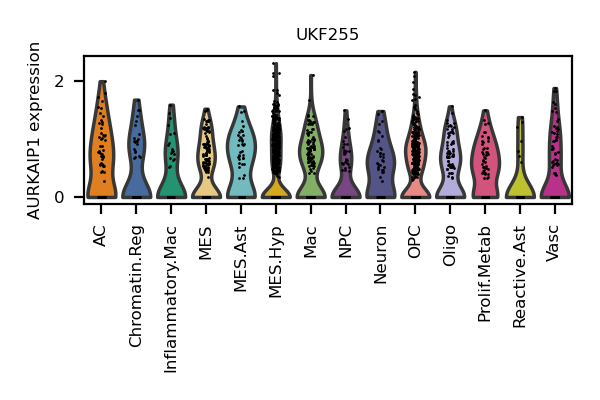 UKF255
AURKAIP1 expression
2
0
AC
Chromatin.Reg
Inflammatory.Mac
MES
MES.Ast
MES.Hyp
Mac
NPC
Neuron
OPC
Oligo
Prolif.Metab
Reactive.Ast
Vasc